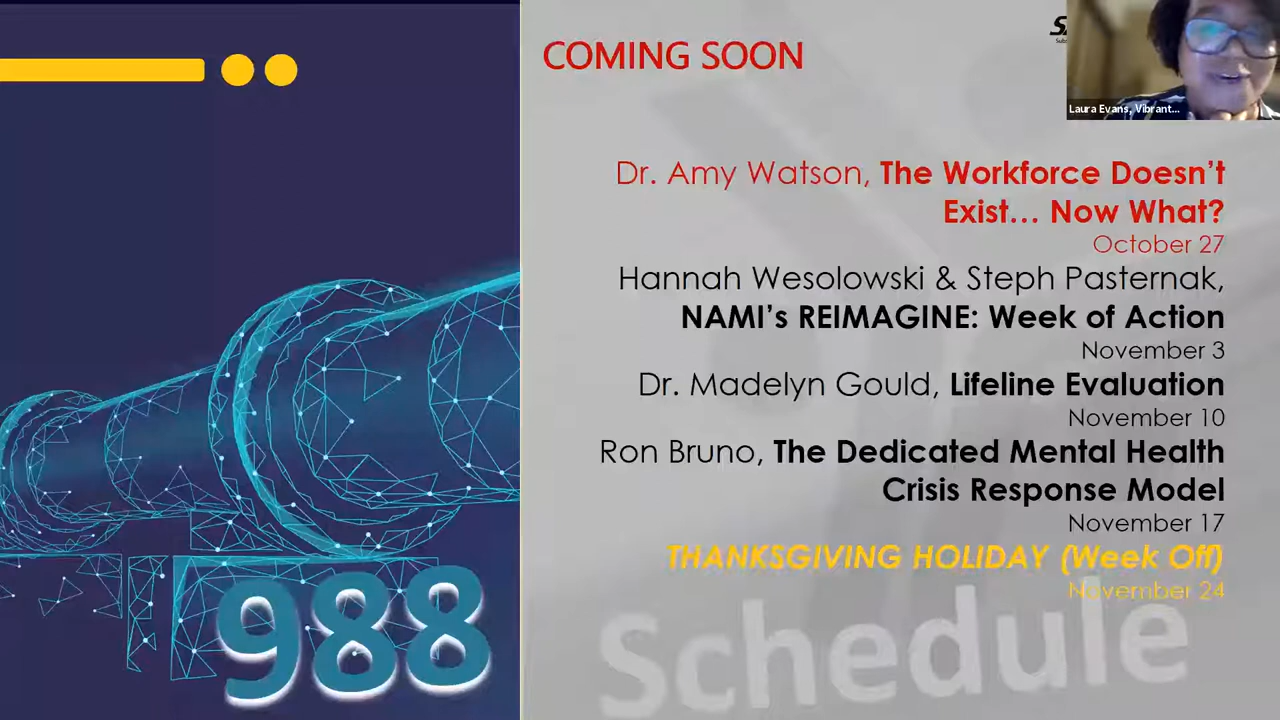 COMING SOON
Laura Evans, Vibrant...
Dr. Amy Watson, The Workforce Doesn’t
Exist... Now What?
October 27
Hannah Wesolowski & Steph Pasternak,
NAMI’s REIMAGINE: Week of Action
November 3
Dr. Madelyn Gould, Lifeline Evaluation
November 10
Ron Bruno, The Dedicated Mental Health
Crisis Response Model
November 17
THANKSGIVING HOLIDAY (Week Off)
November 24
988
Schedule